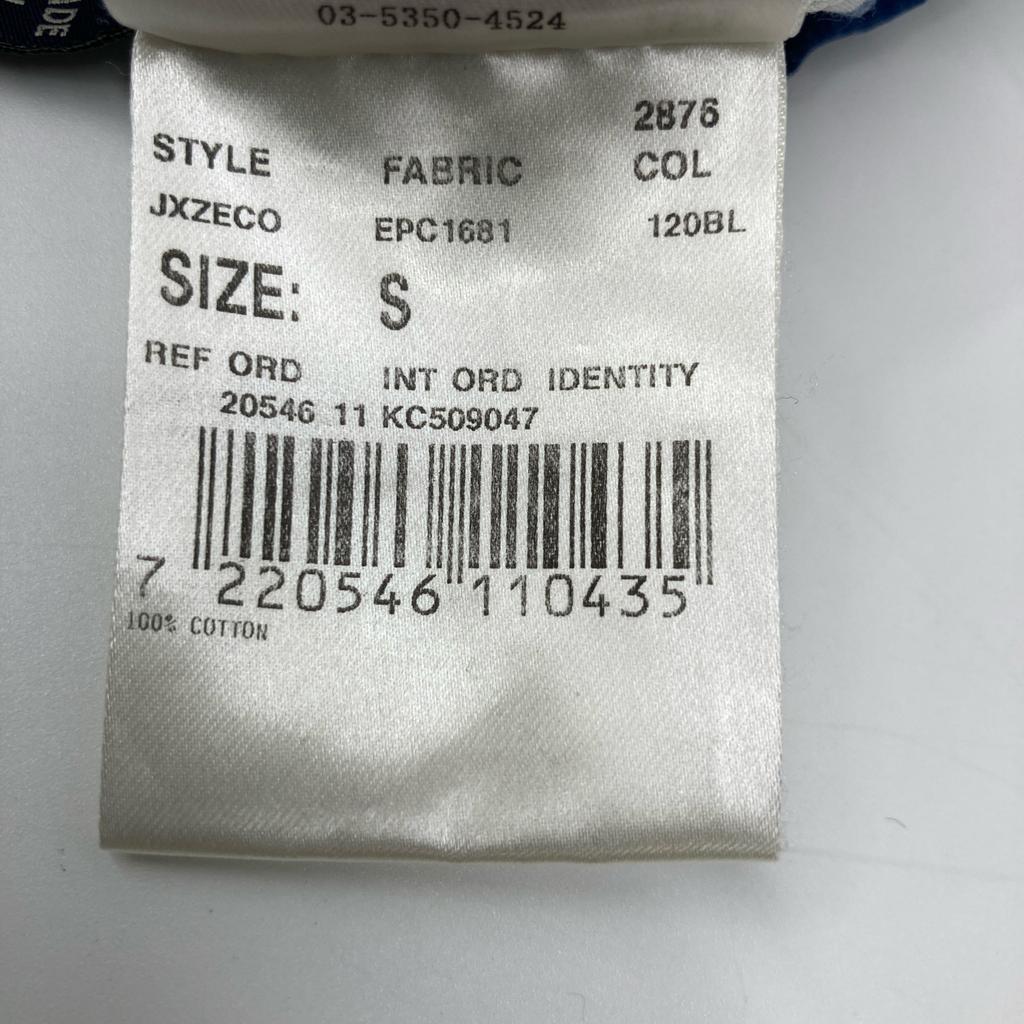 03-5350-4524
2876
STYLE FABRIC COL
JXZECO EPC1681 120BL
SIZE: S
REF ORD INT ORD IDENTITY
20546 11 KC509047
7 220546 110435
100% COTTON